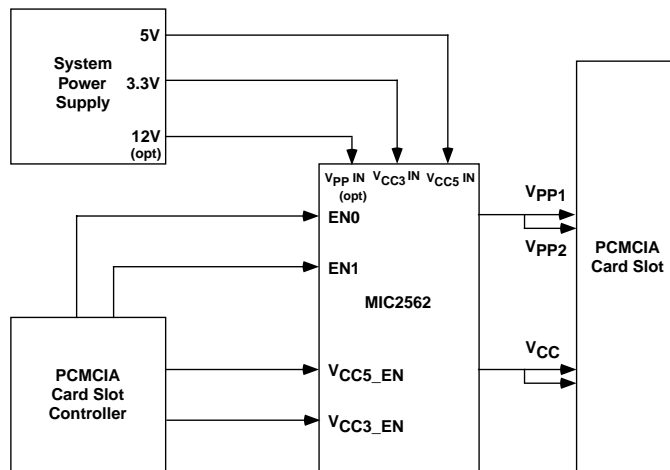 System
Power
Supply
5V
3.3V
12V
(opt)
VPP IN
(opt)
VCC3 IN
VCC5 IN
EN0
EN1
MIC2562
VCC5_EN
VCC3_EN
PCMCIA
Card Slot
Controller
VPP1
VPP2
VCC
PCMCIA
Card Slot